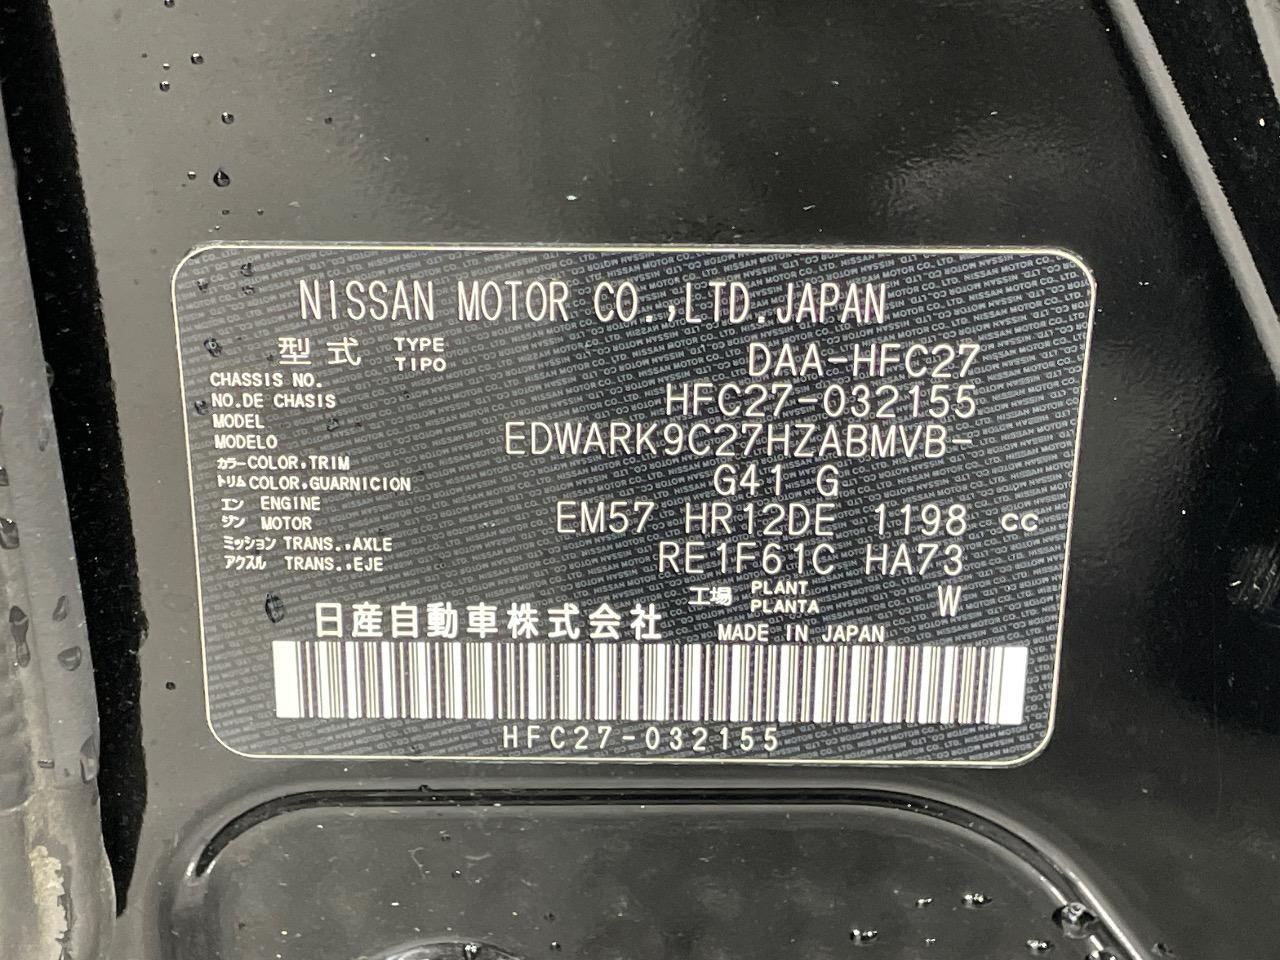 NISSAN MOTOR CO.,LTD.JAPAN
型式 TYPE TIPO DAA-HFC27
CHASSIS NO.
NO.DE CHASIS HFC27-032155
MODEL
MODELO EDWARK9C27HZABMVB-
カラー COLOR.TRIM
トリム COLOR.GUARNICION G41 G
エン ENGINE
ジン MOTOR EM57 HR12DE 1198 cc
ミッション TRANS..AXLE
アクスル TRANS..EJE RE1F61C HA73
工場 PLANT PLANTA W
日産自動車株式会社 MADE IN JAPAN
HFC27-032155